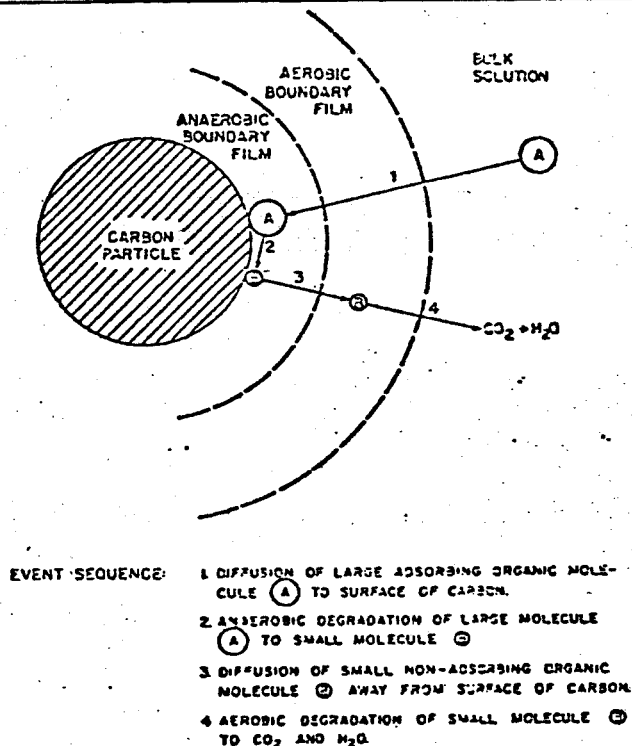 BULK
SOLUTION
AEROBIC
BOUNDARY
FILM
ANAEROBIC
BOUNDARY
FILM
A
1
A
CARBON
PARTICLE
2
B
3
B
4
CO₂ + H₂O
EVENT SEQUENCE:
1. DIFFUSION OF LARGE ADSORBING ORGANIC MOLE-
CULE A TO SURFACE OF CARBON.
2. ANAEROBIC DEGRADATION OF LARGE MOLECULE
A TO SMALL MOLECULE B
3. DIFFUSION OF SMALL NON-ADSORBING ORGANIC
MOLECULE B AWAY FROM SURFACE OF CARBON.
4. AEROBIC DEGRADATION OF SMALL MOLECULE B
TO CO₂ AND H₂O.